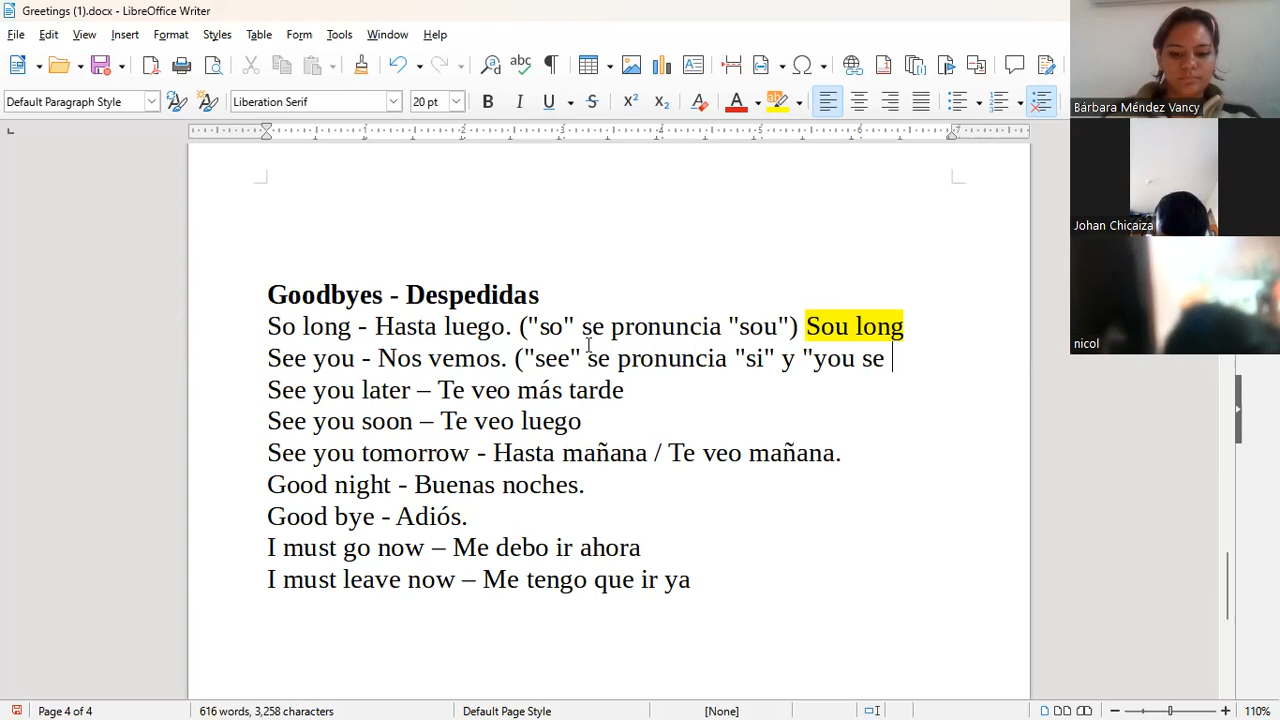 Greetings (1).docx - LibreOffice Writer
File Edit View Insert Format Styles Table Form Tools Window Help
Default Paragraph Style Liberation Serif 20 pt
Goodbyes - Despedidas
So long - Hasta luego. ("so" se pronuncia "sou") Sou long
See you - Nos vemos. ("see" se pronuncia "si" y "you se
See you later – Te veo más tarde
See you soon – Te veo luego
See you tomorrow - Hasta mañana / Te veo mañana.
Good night - Buenas noches.
Good bye - Adiós.
I must go now – Me debo ir ahora
I must leave now – Me tengo que ir ya
Bárbara Méndez Vancy
Johan Chicaiza
nicol
Page 4 of 4 616 words, 3,258 characters Default Page Style [None] 110%